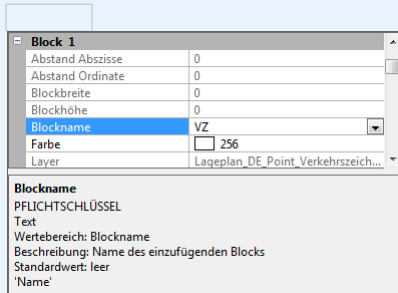 Block 1
Abstand Abszisse 0
Abstand Ordinate 0
Blockbreite 0
Blockhöhe 0
Blockname VZ
Farbe 256
Layer Lageplan_DE_Point_Verkehrszeich...
Blockname
PFLICHTSCHLÜSSEL
Text
Wertebereich: Blockname
Beschreibung: Name des einzufügenden Blocks
Standardwert: leer
'Name'